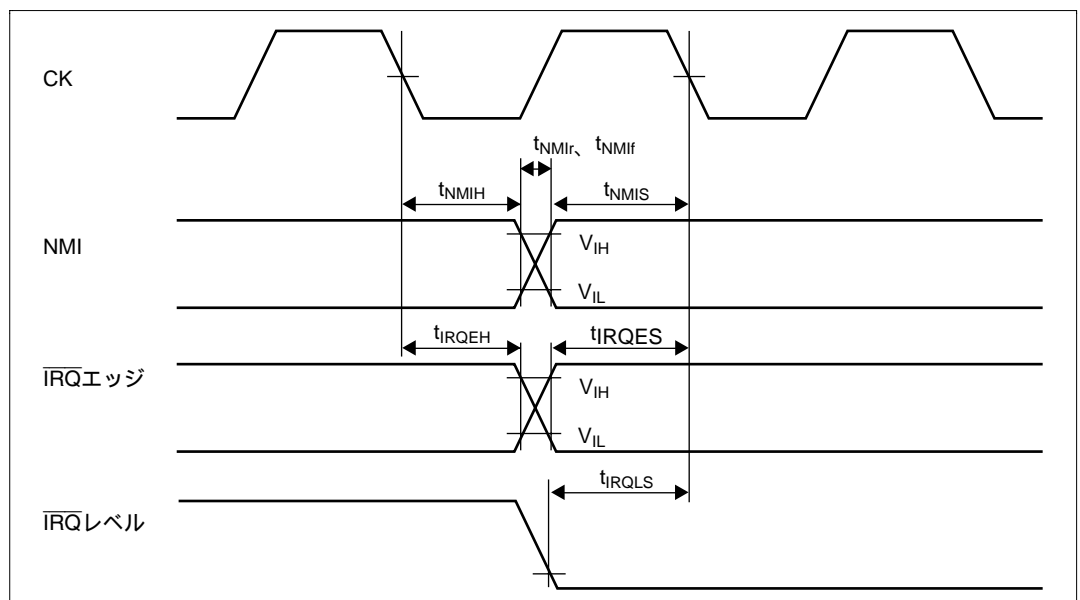 CK
tNMIr、tNMIf
tNMIH
tNMIS
NMI
VIH
VIL
tIRQEH
tIRQES
IRQエッジ
VIH
VIL
tIRQLS
IRQレベル